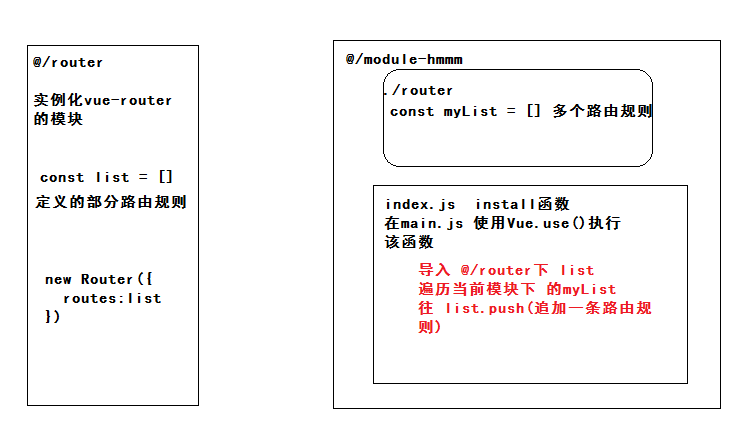 @/router
实例化vue-router
的模块
const list = []
定义的部分路由规则
new Router({
routes:list
})
@/module-hmmm
./router
const myList = [] 多个路由规则
index.js install函数
在main.js 使用Vue.use()执行
该函数
导入 @/router下 list
遍历当前模块下 的myList
往 list.push(追加一条路由规
则)